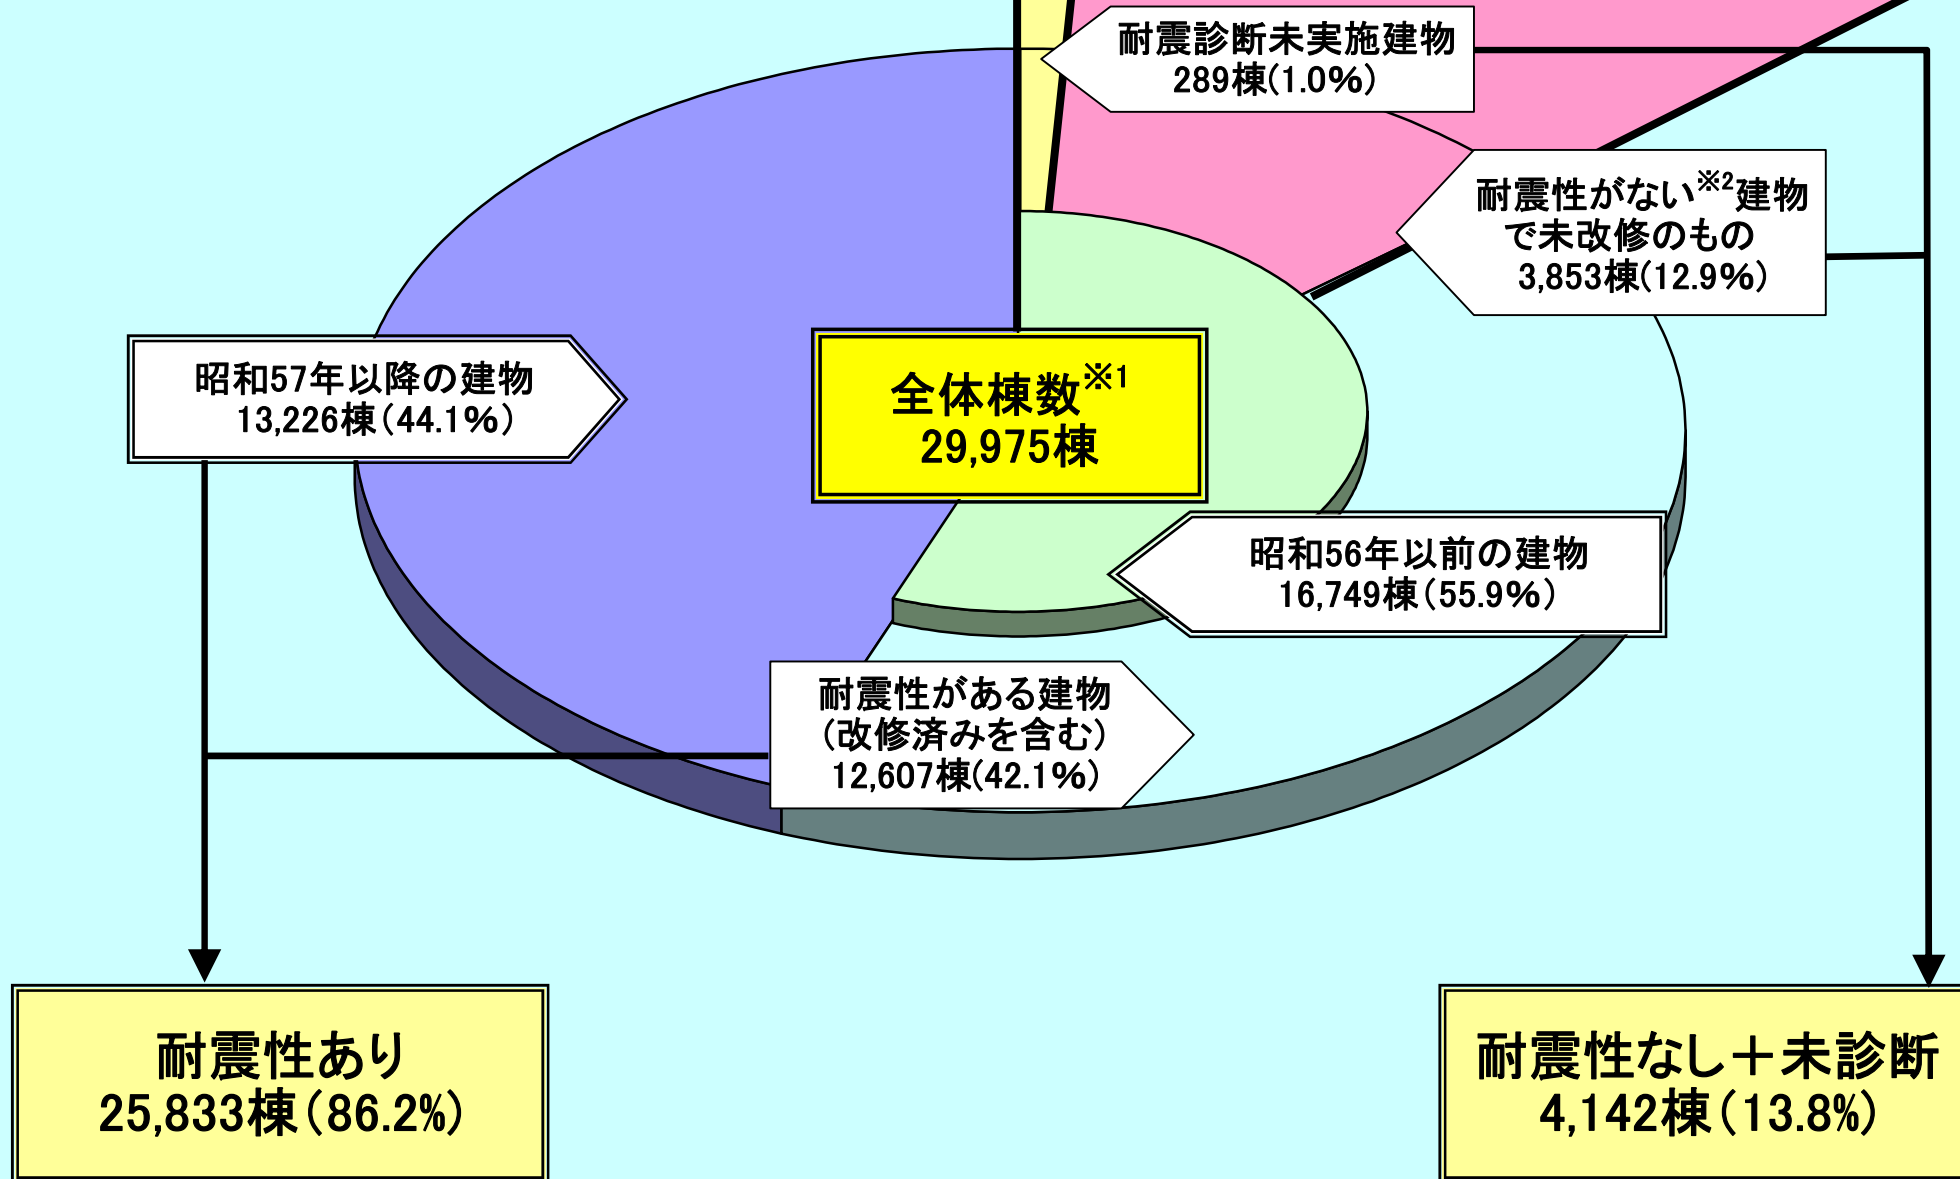 耐震診断未実施建物
289棟(1.0%)
耐震性がない※2建物
で未改修のもの
3,853棟(12.9%)
昭和57年以降の建物
13,226棟(44.1%)
全体棟数※1
29,975棟
昭和56年以前の建物
16,749棟(55.9%)
耐震性がある建物
(改修済みを含む)
12,607棟(42.1%)
耐震性あり
25,833棟(86.2%)
耐震性なし＋未診断
4,142棟(13.8%)